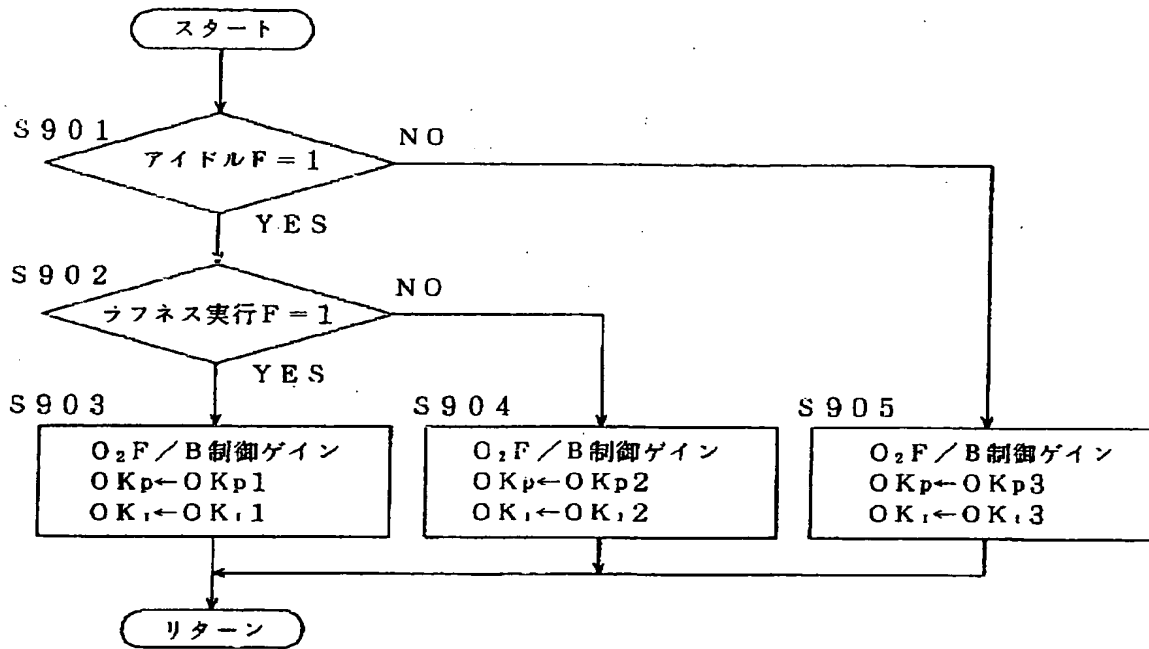 スタート
S901
アイドルF=1
NO
YES
S902
ラフネス実行F=1
NO
YES
S903
O₂F/B制御ゲイン
OKp←OKp1
OKI←OKI1
S904
O₂F/B制御ゲイン
OKp←OKp2
OKI←OKI2
S905
O₂F/B制御ゲイン
OKp←OKp3
OKI←OKI3
リターン